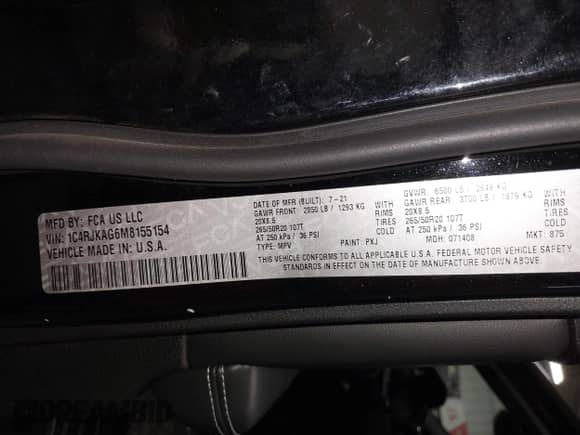 MFD BY: FCA US LLC
VIN: 1C4RJKAG6M8155154
VEHICLE MADE IN: U.S.A.
DATE OF MFR (BUILT): 7-21 GVWR: 6500 LB / 2948 KG
GAWR FRONT: 2850 LB / 1293 KG WITH GAWR REAR: 3700 LB / 1679 KG WITH
20X8.5 RIMS 20X8.5 RIMS
265/50R20 107T TIRES 265/50R20 107T TIRES
AT 250 kPa / 36 PSI COLD AT 250 kPa / 36 PSI COLD
TYPE: MPV PAINT: PXJ MDH: 071408 MKT: 875
THIS VEHICLE CONFORMS TO ALL APPLICABLE U.S.A. FEDERAL MOTOR VEHICLE SAFETY
STANDARDS IN EFFECT ON THE DATE OF MANUFACTURE SHOWN ABOVE.
DREAMBID